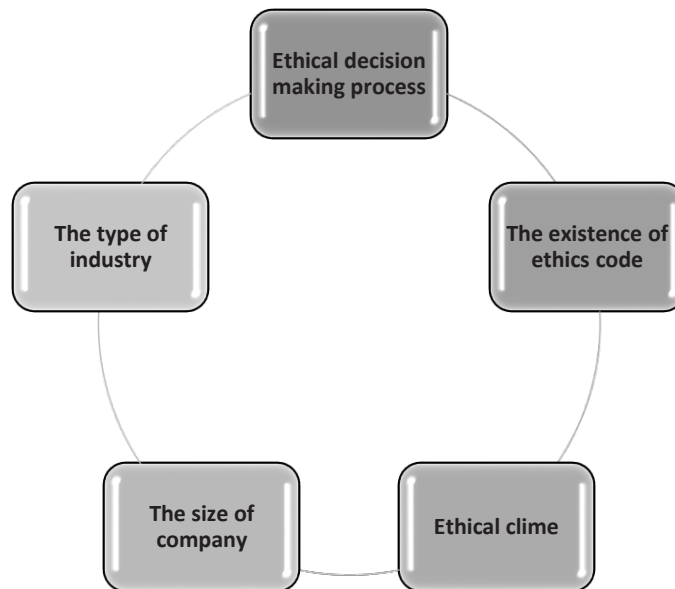 Ethical decision
making process
The existence of
ethics code
Ethical clime
The size of
company
The type of
industry